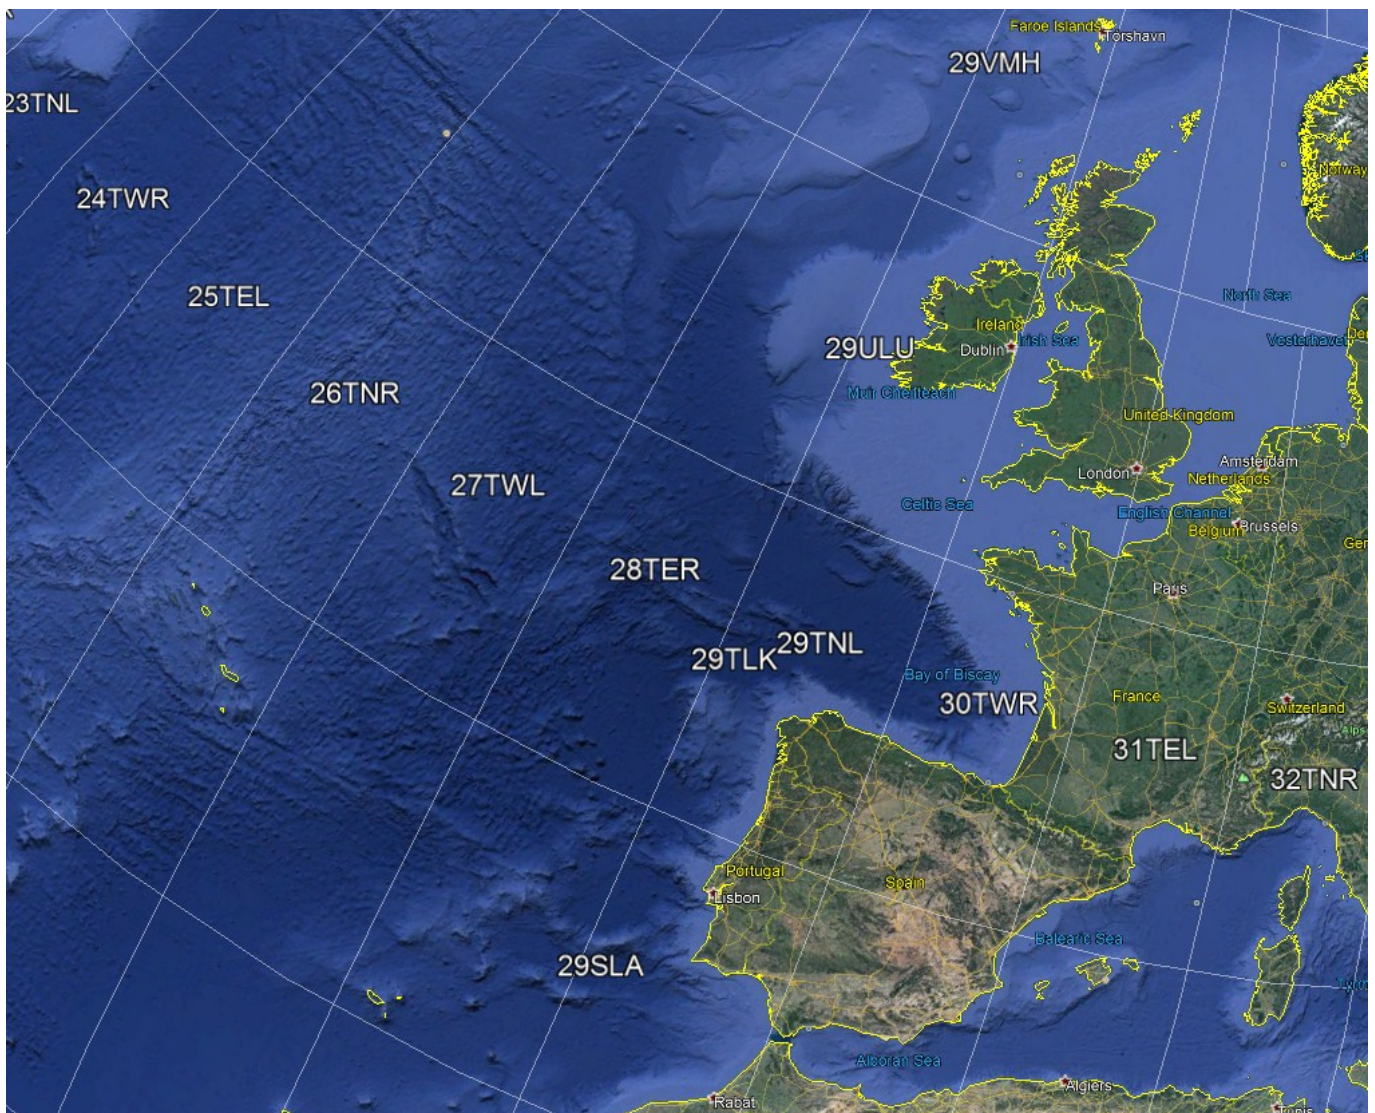 Faroe Islands
Tórshavn
29VMH
23TNL
Norway
24TWR
25TEL
North Sea
Ireland
Irish Sea
Vesterhavet
Dublin
29ULU
26TNR
Muir Cheilteach
United Kingdom
London
Amsterdam
Netherlands
27TWL
Celtic Sea
English Channel
Belgium
Brussels
28TER
Paris
29TNL
29TLK
Bay of Biscay
30TWR
France
Switzerland
Alps
31TEL
32TNR
Portugal
Spain
Lisbon
Balearic Sea
29SLA
Alboran Sea
Algiers
Rabat
Tunis